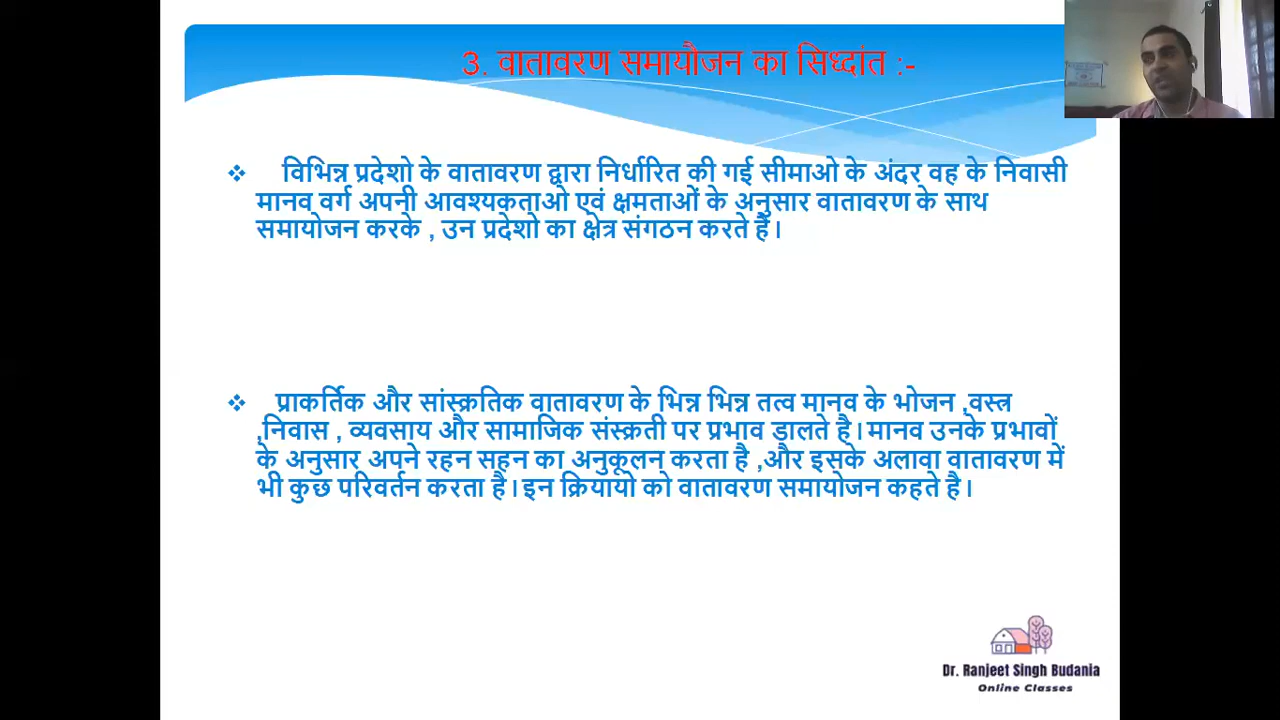 3. वातावरण समायौजन का सिध्दांत :-
❖ विभिन्न प्रदेशो के वातावरण द्वारा निर्धारित की गई सीमाओ के अंदर वह के निवासी
मानव वर्ग अपनी आवश्यकताओ एवं क्षमताओं के अनुसार वातावरण के साथ
समायोजन करके , उन प्रदेशो का क्षेत्र संगठन करते हैं।
❖ प्राकर्तिक और सांस्क्रतिक वातावरण के भिन्न भिन्न तत्व मानव के भोजन ,वस्त्र
,निवास , व्यवसाय और सामाजिक संस्क्रती पर प्रभाव डालते है। मानव उनके प्रभावों
के अनुसार अपने रहन सहन का अनुकूलन करता है ,और इसके अलावा वातावरण में
भी कुछ परिवर्तन करता है। इन क्रियायो को वातावरण समायोजन कहते है।
Dr. Ranjeet Singh Budania
Online Classes